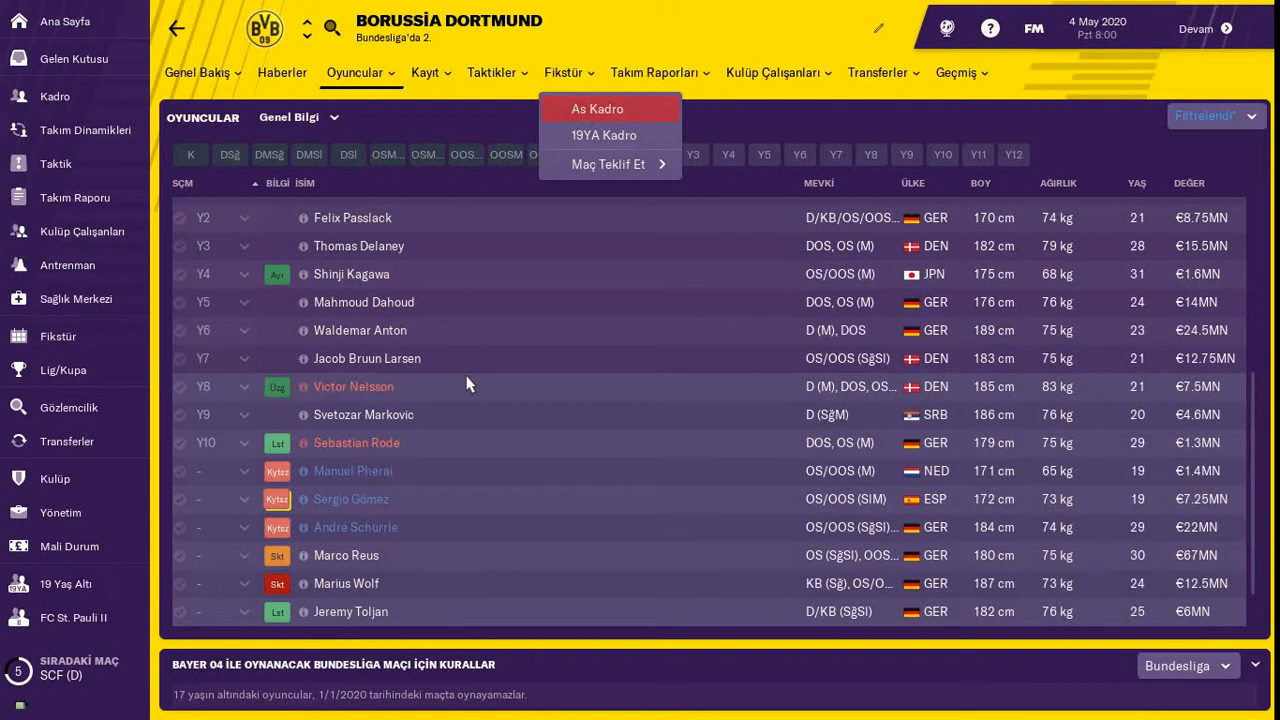 Ana Sayfa
Gelen Kutusu
Kadro
Takım Dinamikleri
Taktik
Takım Raporu
Kulüp Çalışanları
Antrenman
Sağlık Merkezi
Fikstür
Lig/Kupa
Gözlemcilik
Transferler
Kulüp
Yönetim
Mali Durum
19YA 19 Yaş Altı
FC St. Pauli II
5 SIRADAKİ MAÇ
SCF (D)
BVB 09
BORUSSİA DORTMUND
Bundesliga'da 2.
? FM 4 May 2020
Pzt 8:00
Devam
Genel Bakış Haberler Oyuncular Kayıt Taktikler Fikstür Takım Raporları Kulüp Çalışmaları Transferler Geçmiş
As Kadro
19YA Kadro
Maç Teklif Et
OYUNCULAR Genel Bilgi Filtrelendi*
K DSğ DMSğ DMSl DSl OSM... OSM... OOS... OOSM Y3 Y4 Y5 Y6 Y7 Y8 Y9 Y10 Y11 Y12
SÇM BİLGİ İSİM MEVKİ ÜLKE BOY AĞIRLIK YAŞ DEĞER
Y2 Felix Passlack D/KB/OS/OOS... GER 170 cm 74 kg 21 €8.75MN
Y3 Thomas Delaney DOS, OS (M) DEN 182 cm 79 kg 28 €15.5MN
Y4 Ayr Shinji Kagawa OS/OOS (M) JPN 175 cm 68 kg 31 €1.6MN
Y5 Mahmoud Dahoud DOS, OS (M) GER 176 cm 76 kg 24 €14MN
Y6 Waldemar Anton D (M), DOS GER 189 cm 75 kg 23 €24.5MN
Y7 Jacob Bruun Larsen OS/OOS (SğSl) DEN 183 cm 75 kg 21 €12.75MN
Y8 Üzg Victor Nelsson D (M), DOS, OS... DEN 185 cm 83 kg 21 €7.5MN
Y9 Svetozar Markovic D (SğM) SRB 186 cm 76 kg 20 €4.6MN
Y10 Lst Sebastian Rode DOS, OS (M) GER 179 cm 75 kg 29 €1.3MN
- Kytsz Manuel Pherai OS/OOS (M) NED 171 cm 65 kg 19 €1.4MN
- Kytsz Sergio Gómez OS/OOS (SlM) ESP 172 cm 73 kg 19 €7.25MN
- Kytsz André Schürrle OS/OOS (SğSl)... GER 184 cm 74 kg 29 €22MN
- Skt Marco Reus OS (SğSl), OOS... GER 180 cm 75 kg 30 €67MN
- Skt Marius Wolf KB (Sğ), OS/O... GER 187 cm 73 kg 24 €12.5MN
- Lst Jeremy Toljan D/KB (SğSl) GER 182 cm 76 kg 25 €6MN
BAYER 04 İLE OYNANACAK BUNDESLIGA MAÇI İÇİN KURALLAR Bundesliga
17 yaşın altındaki oyuncular, 1/1/2020 tarihindeki maçta oynayamazlar.